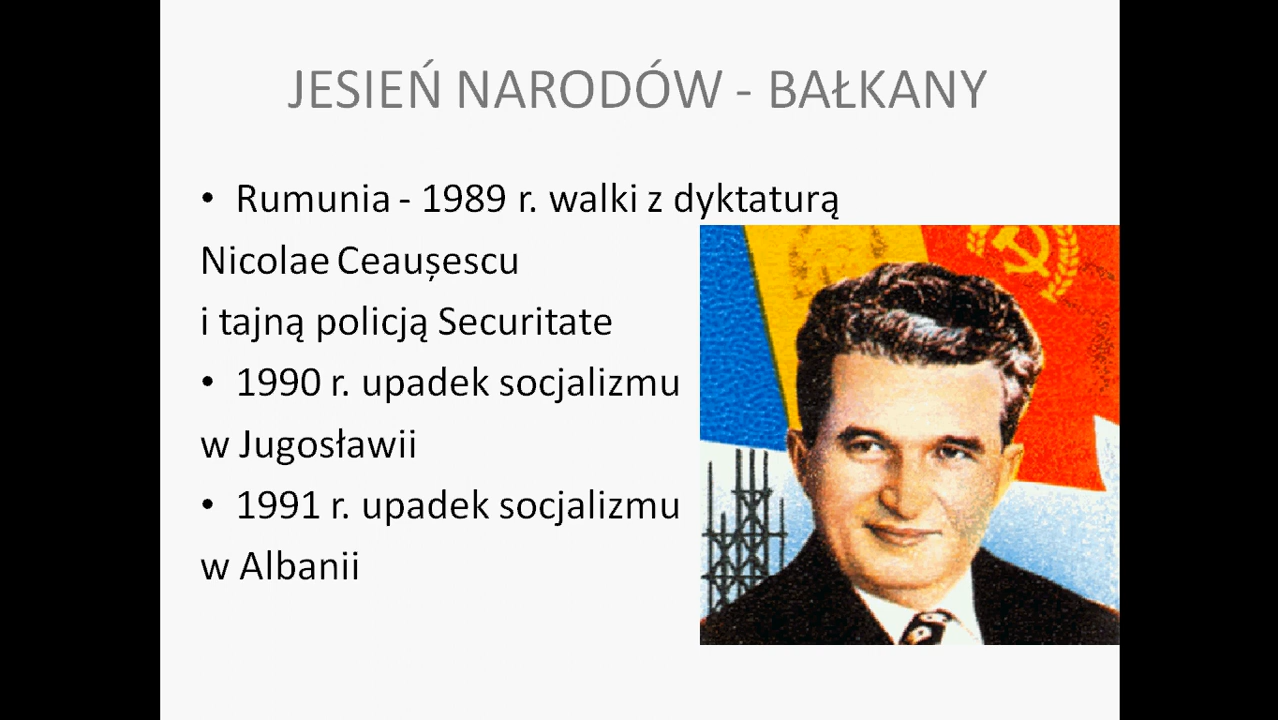 JESIEŃ NARODÓW - BAŁKANY
• Rumunia - 1989 r. walki z dyktaturą
Nicolae Ceaușescu
i tajną policją Securitate
• 1990 r. upadek socjalizmu
w Jugosławii
• 1991 r. upadek socjalizmu
w Albanii